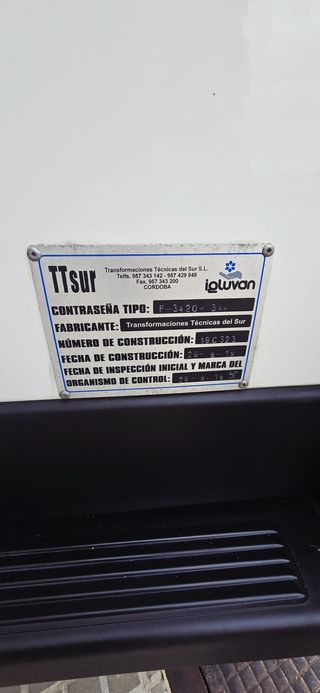 TTsur
Transformaciones Técnicas del Sur S.L.
Telfs. 957 343 142 - 957 429 848
Fax. 957 343 200
CORDOBA
igluvan
CONTRASEÑA TIPO:
FABRICANTE: Transformaciones Técnicas del Sur
NÚMERO DE CONSTRUCCIÓN: 19C323
FECHA DE CONSTRUCCIÓN:
FECHA DE INSPECCIÓN INICIAL Y MARCA DEL
ORGANISMO DE CONTROL: